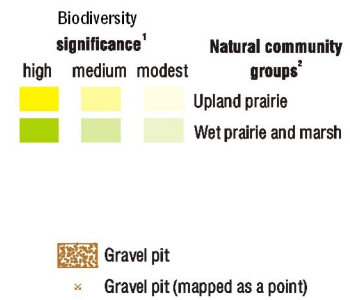 Biodiversity
significance¹
Natural community
groups²
high medium modest
Upland prairie
Wet prairie and marsh
Gravel pit
Gravel pit (mapped as a point)